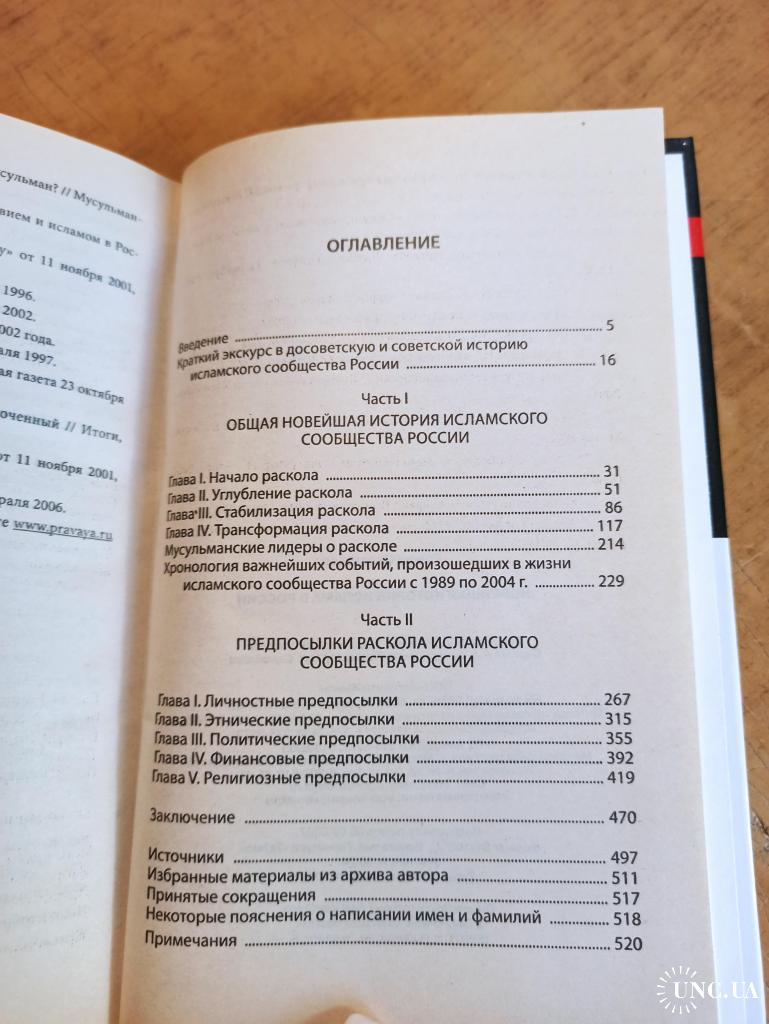 сульман? // Мусульман-
вием и исламом в Рос-
у» от 11 ноября 2001,
1996.
2002.
002 года.
аля 1997.
ая газета 23 октября
оченный // Итоги,
от 11 ноября 2001,
раля 2006.
те www.pravaya.ru
ОГЛАВЛЕНИЕ
Введение ..... 5
Краткий экскурс в досоветскую и советской историю
исламского сообщества России ..... 16
Часть I
ОБЩАЯ НОВЕЙШАЯ ИСТОРИЯ ИСЛАМСКОГО
СООБЩЕСТВА РОССИИ
Глава I. Начало раскола ..... 31
Глава II. Углубление раскола ..... 51
Глава III. Стабилизация раскола ..... 86
Глава IV. Трансформация раскола ..... 117
Мусульманские лидеры о расколе ..... 214
Хронология важнейших событий, произошедших в жизни
исламского сообщества России с 1989 по 2004 г. ..... 229
Часть II
ПРЕДПОСЫЛКИ РАСКОЛА ИСЛАМСКОГО
СООБЩЕСТВА РОССИИ
Глава I. Личностные предпосылки ..... 267
Глава II. Этнические предпосылки ..... 315
Глава III. Политические предпосылки ..... 355
Глава IV. Финансовые предпосылки ..... 392
Глава V. Религиозные предпосылки ..... 419
Заключение ..... 470
Источники ..... 497
Избранные материалы из архива автора ..... 511
Принятые сокращения ..... 517
Некоторые пояснения о написании имен и фамилий ..... 518
Примечания ..... 520
UNC.UA